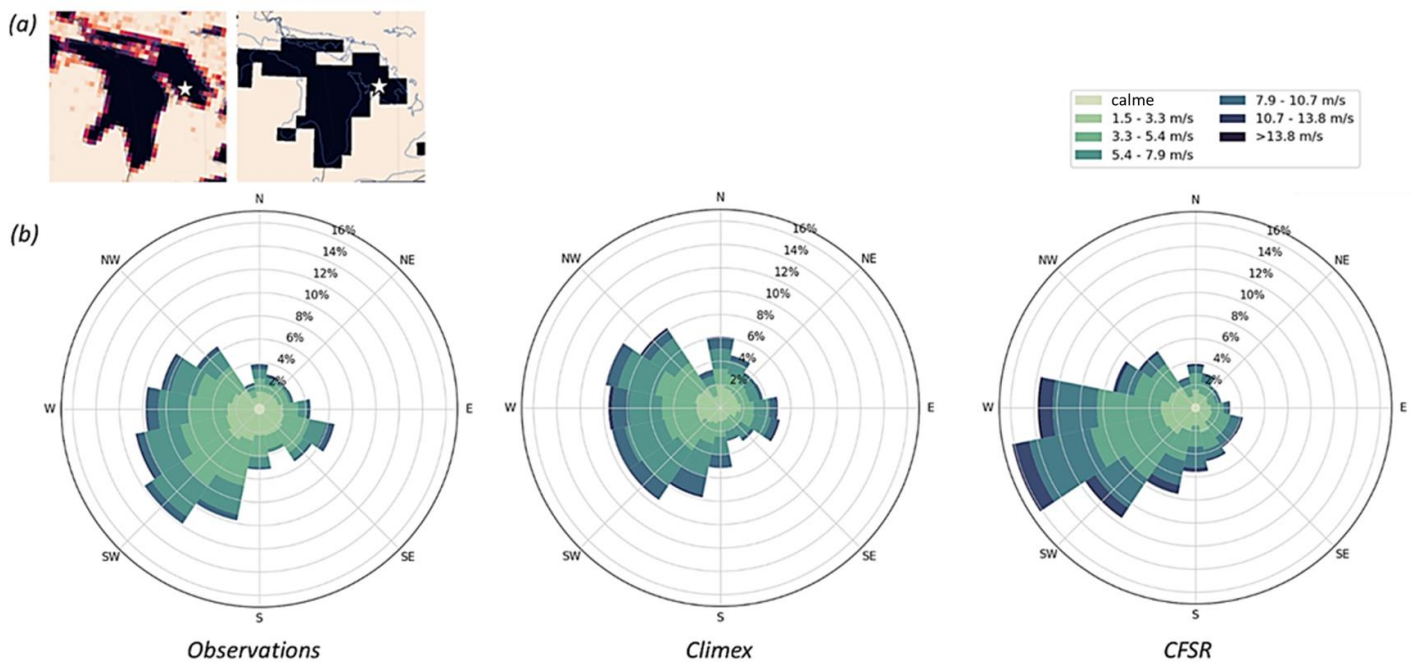 (a)
calme
1.5 - 3.3 m/s
3.3 - 5.4 m/s
5.4 - 7.9 m/s
7.9 - 10.7 m/s
10.7 - 13.8 m/s
>13.8 m/s
(b)
N
NE
E
SE
S
SW
W
NW
2%
4%
6%
8%
10%
12%
14%
16%
Observations
N
NE
E
SE
S
SW
W
NW
2%
4%
6%
8%
10%
12%
14%
16%
Climex
N
NE
E
SE
S
SW
W
NW
2%
4%
6%
8%
10%
12%
14%
16%
CFSR